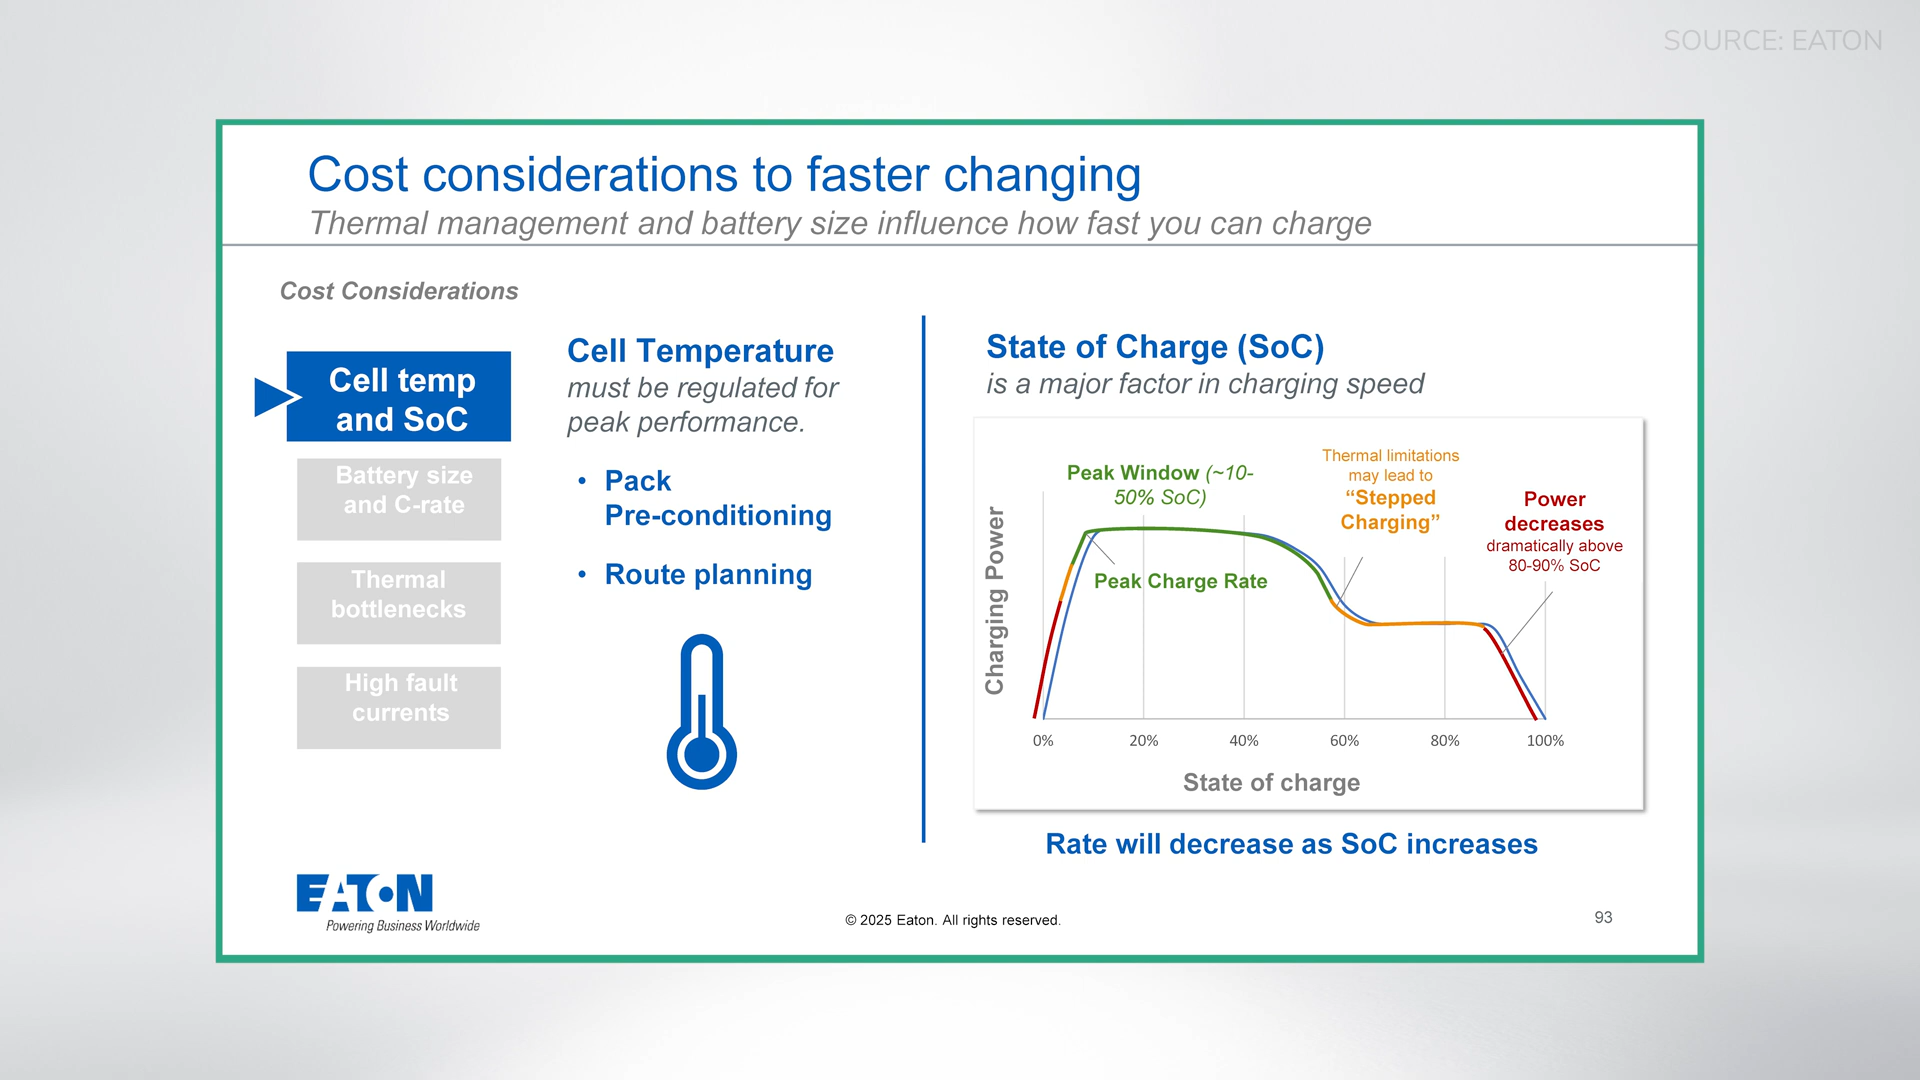 SOURCE: EATON
Cost considerations to faster changing
Thermal management and battery size influence how fast you can charge
Cost Considerations
Cell temp
and SoC
Battery size
and C-rate
Thermal
bottlenecks
High fault
currents
Cell Temperature
must be regulated for
peak performance.
• Pack
Pre-conditioning
• Route planning
State of Charge (SoC)
is a major factor in charging speed
Charging Power
Peak Window (~10-
50% SoC)
Peak Charge Rate
Thermal limitations
may lead to
“Stepped
Charging”
Power
decreases
dramatically above
80-90% SoC
0% 20% 40% 60% 80% 100%
State of charge
Rate will decrease as SoC increases
EATON
Powering Business Worldwide
© 2025 Eaton. All rights reserved.
93